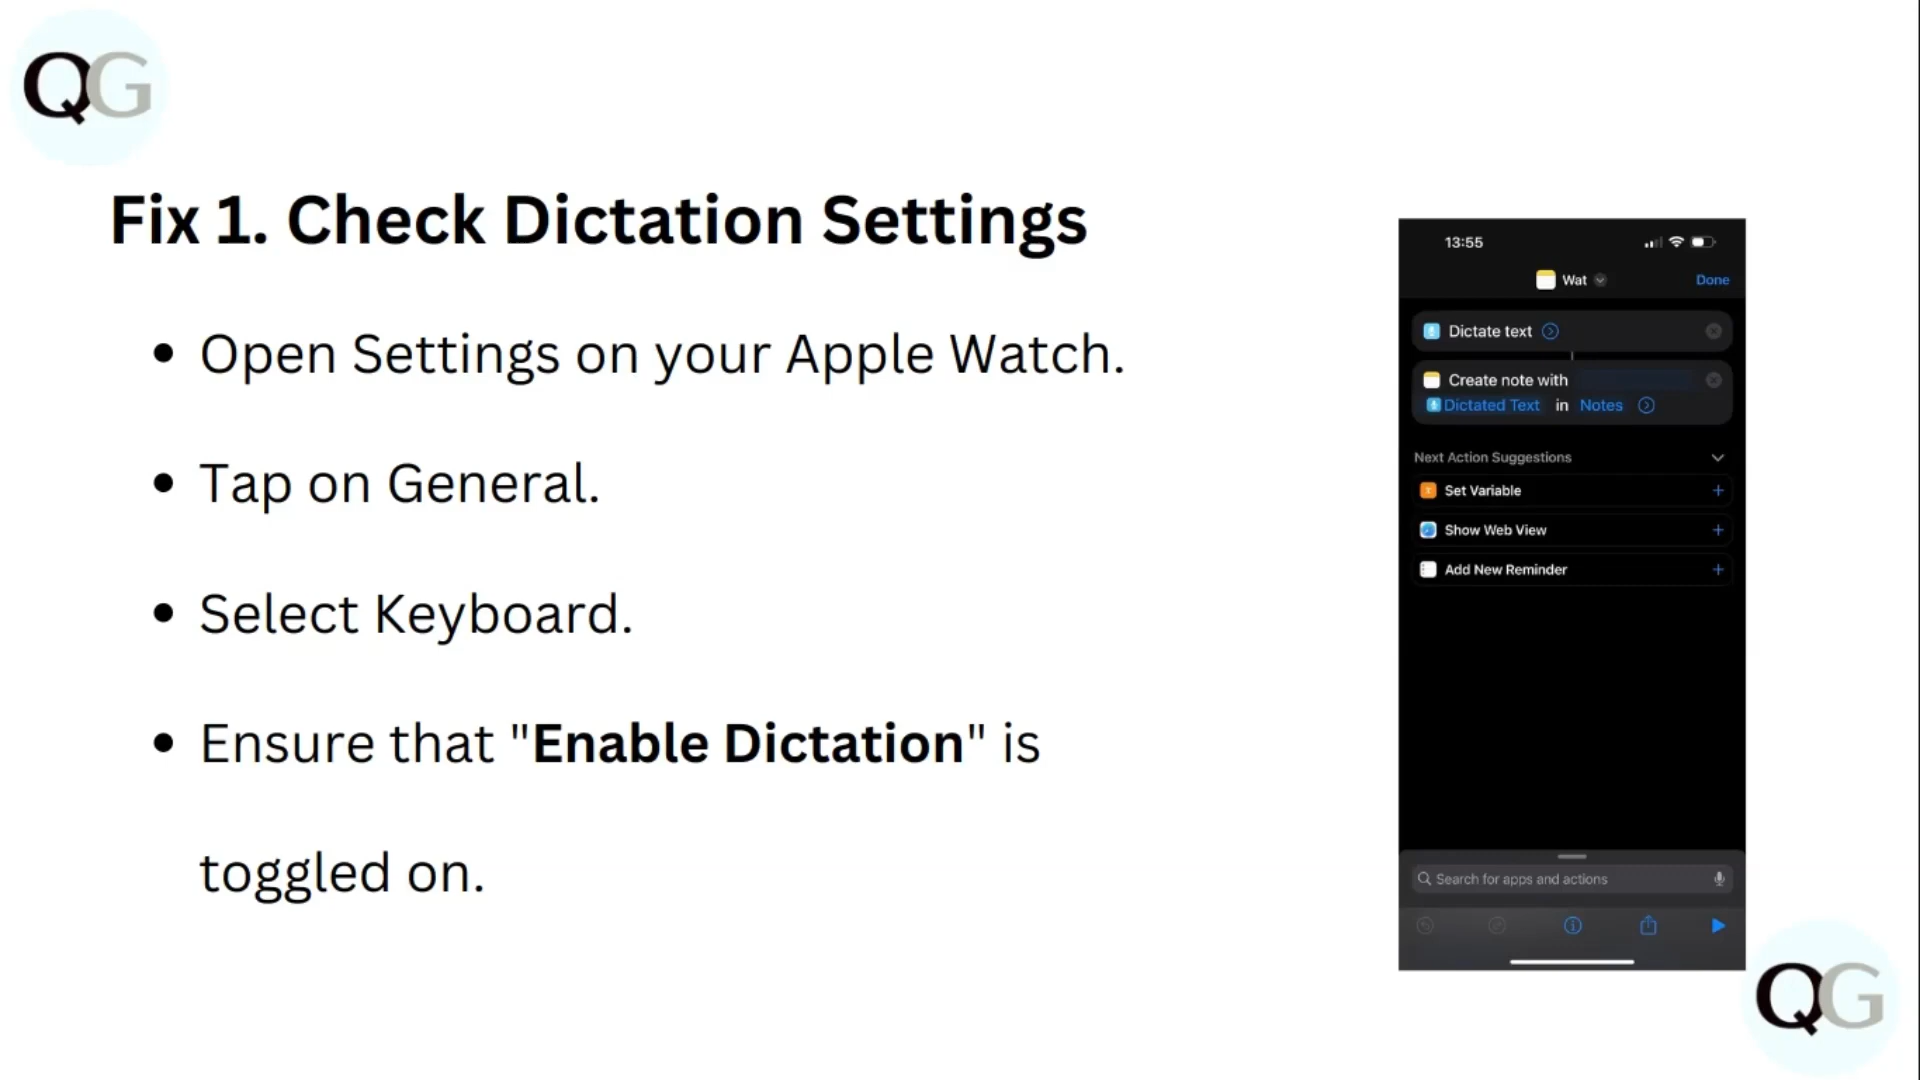 QG
Fix 1. Check Dictation Settings
• Open Settings on your Apple Watch.
• Tap on General.
• Select Keyboard.
• Ensure that "Enable Dictation" is
toggled on.
13:55
Wat
Done
Dictate text
Create note with
Dictated Text in Notes
Next Action Suggestions
Set Variable
Show Web View
Add New Reminder
Search for apps and actions
QG